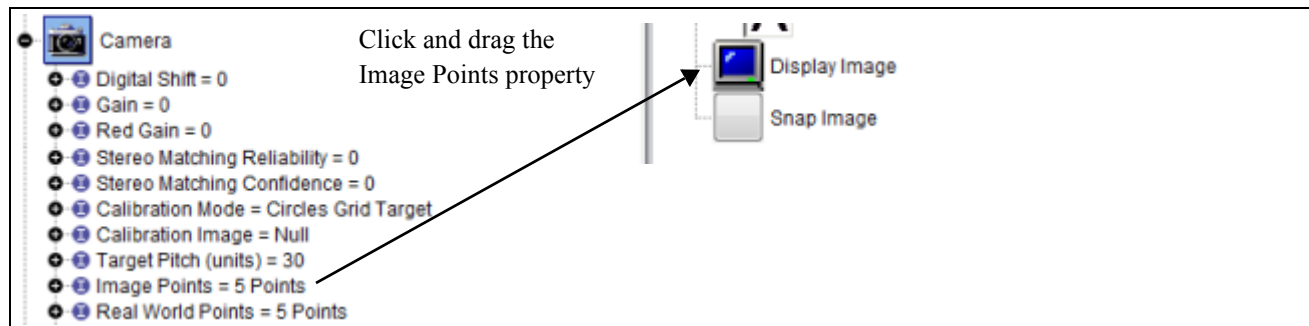 Camera
Digital Shift = 0
Gain = 0
Red Gain = 0
Stereo Matching Reliability = 0
Stereo Matching Confidence = 0
Calibration Mode = Circles Grid Target
Calibration Image = Null
Target Pitch (units) = 30
Image Points = 5 Points
Real World Points = 5 Points
Click and drag the
Image Points property
Display Image
Snap Image